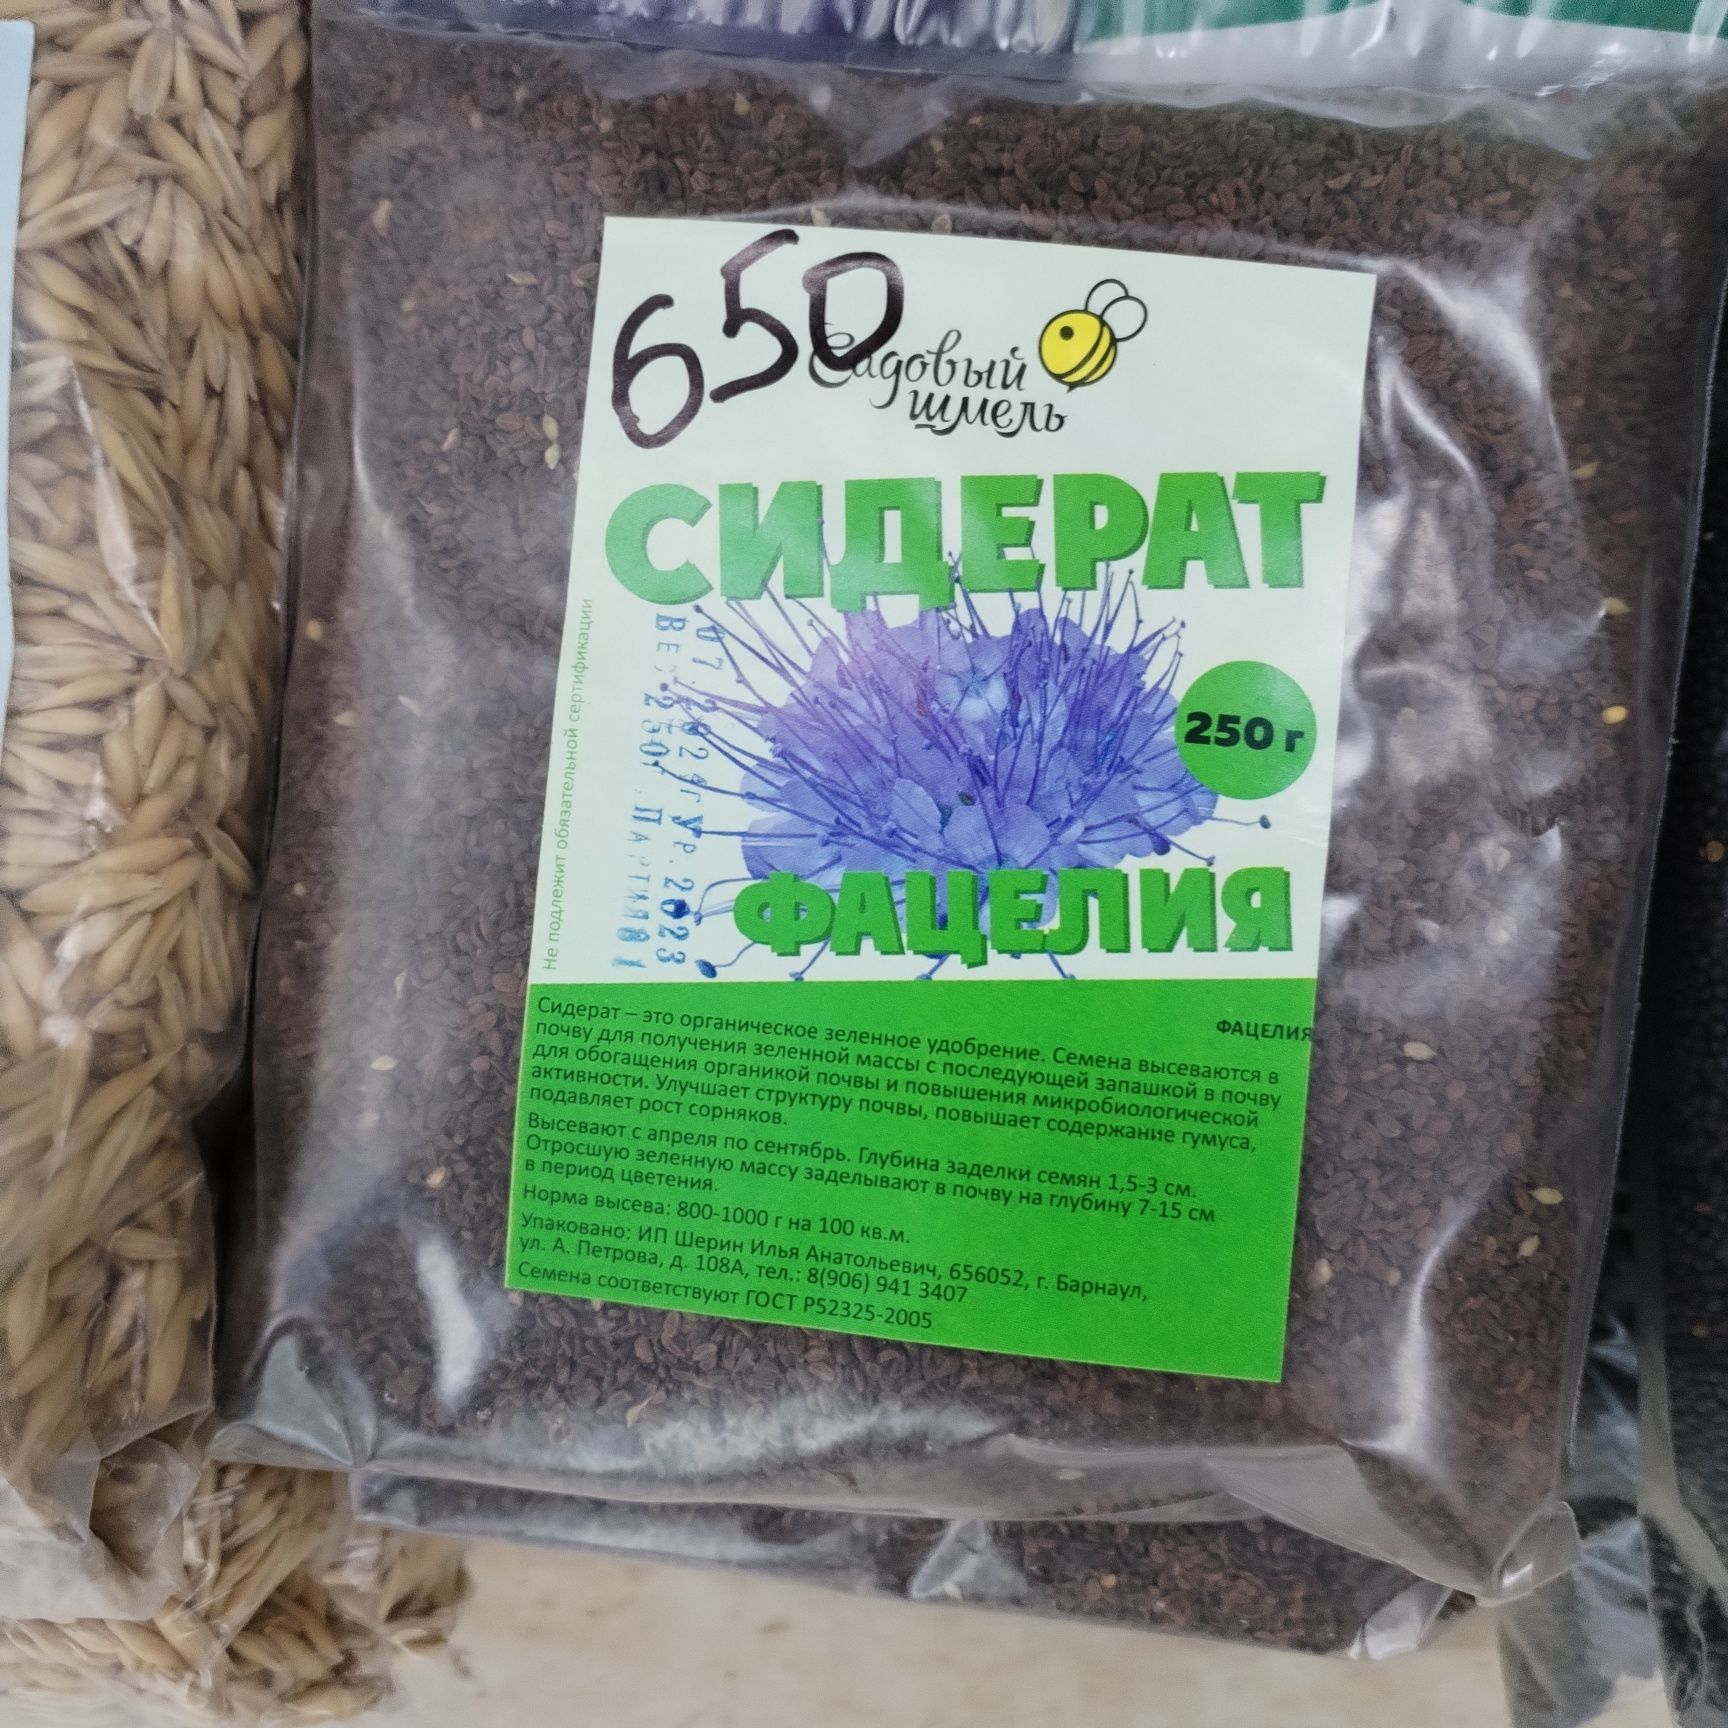 650
Садовый
шмель
СИДЕРАТ
Не подлежит обязательной сертификации
250 г
ФАЦЕЛИЯ
ФАЦЕЛИЯ
Сидерат – это органическое зеленное удобрение. Семена высеваются в
почву для получения зеленной массы с последующей запашкой в почву
для обогащения органикой почвы и повышения микробиологической
активности. Улучшает структуру почвы, повышает содержание гумуса,
подавляет рост сорняков.
Высевают с апреля по сентябрь. Глубина заделки семян 1,5-3 см.
Отросшую зеленную массу заделывают в почву на глубину 7-15 см
в период цветения.
Норма высева: 800-1000 г на 100 кв.м.
Упаковано: ИП Шерин Илья Анатольевич, 656052, г. Барнаул,
ул. А. Петрова, д. 108А, тел.: 8(906) 941 3407
Семена соответствуют ГОСТ Р52325-2005